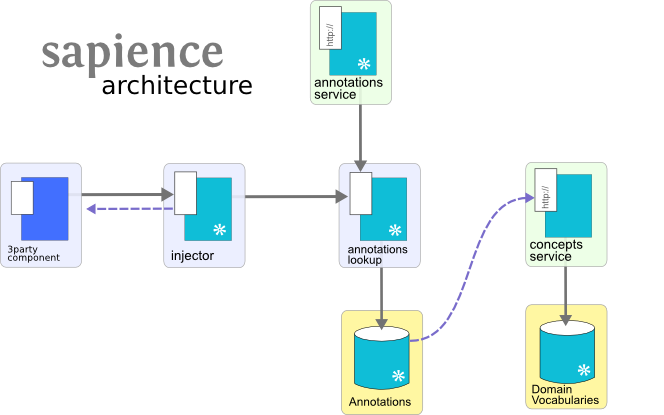 sapience
architecture
http://
annotations
service
3party
component
injector
annotations
lookup
http://
concepts
service
Annotations
Domain
Vocabularies